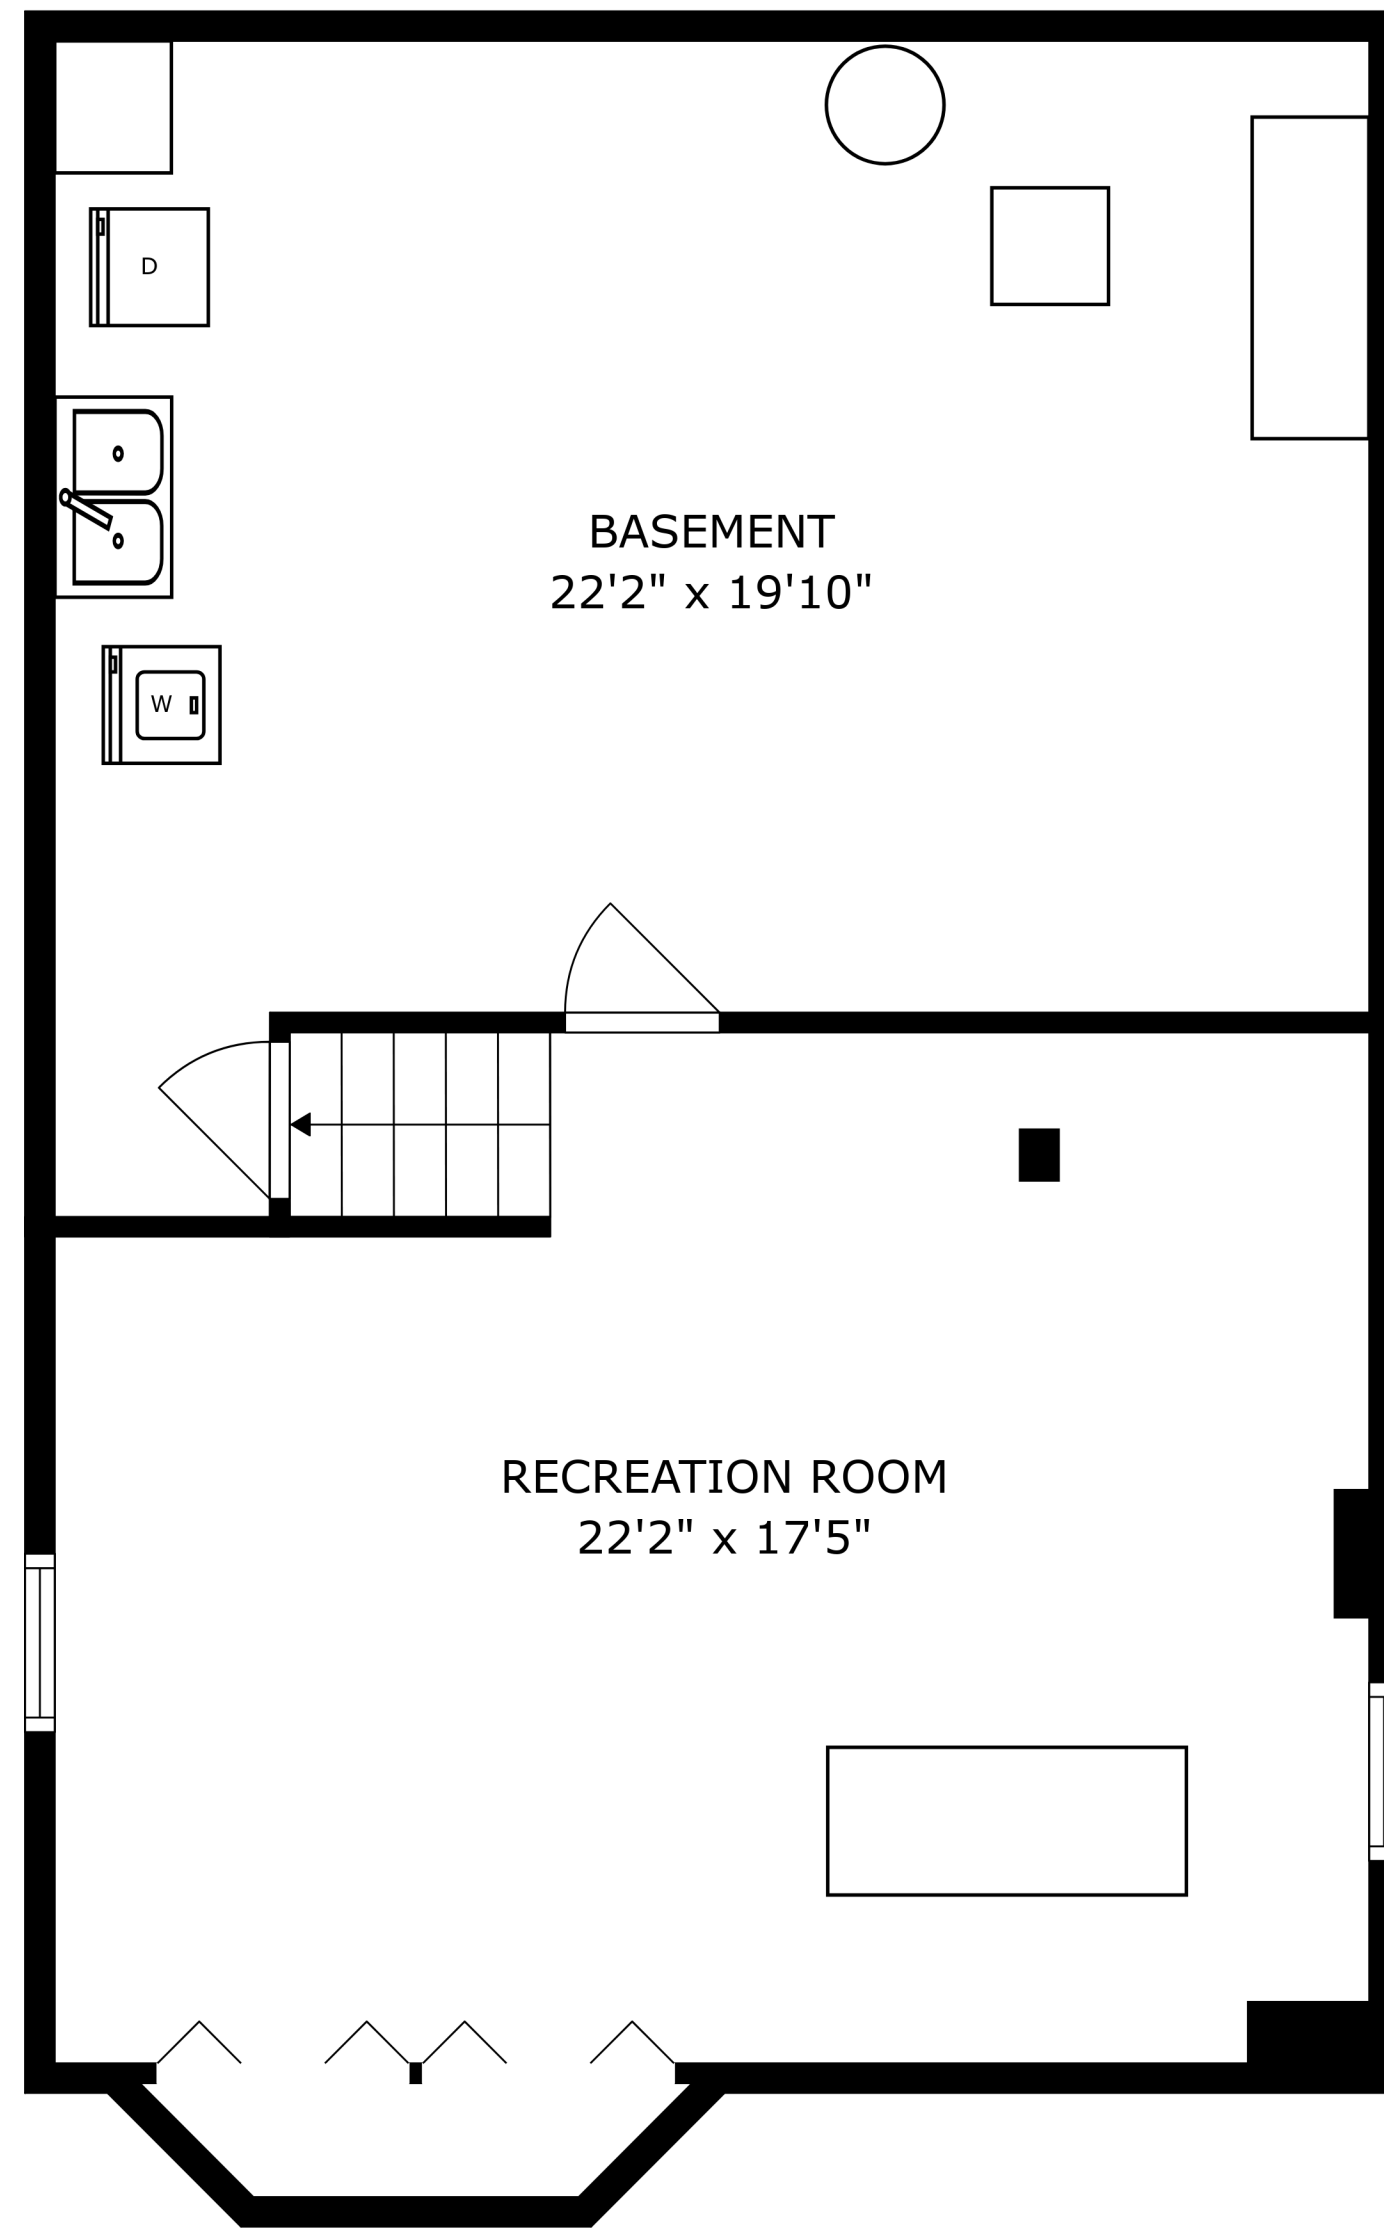 D
BASEMENT
22'2" x 19'10"
W
RECREATION ROOM
22'2" x 17'5"